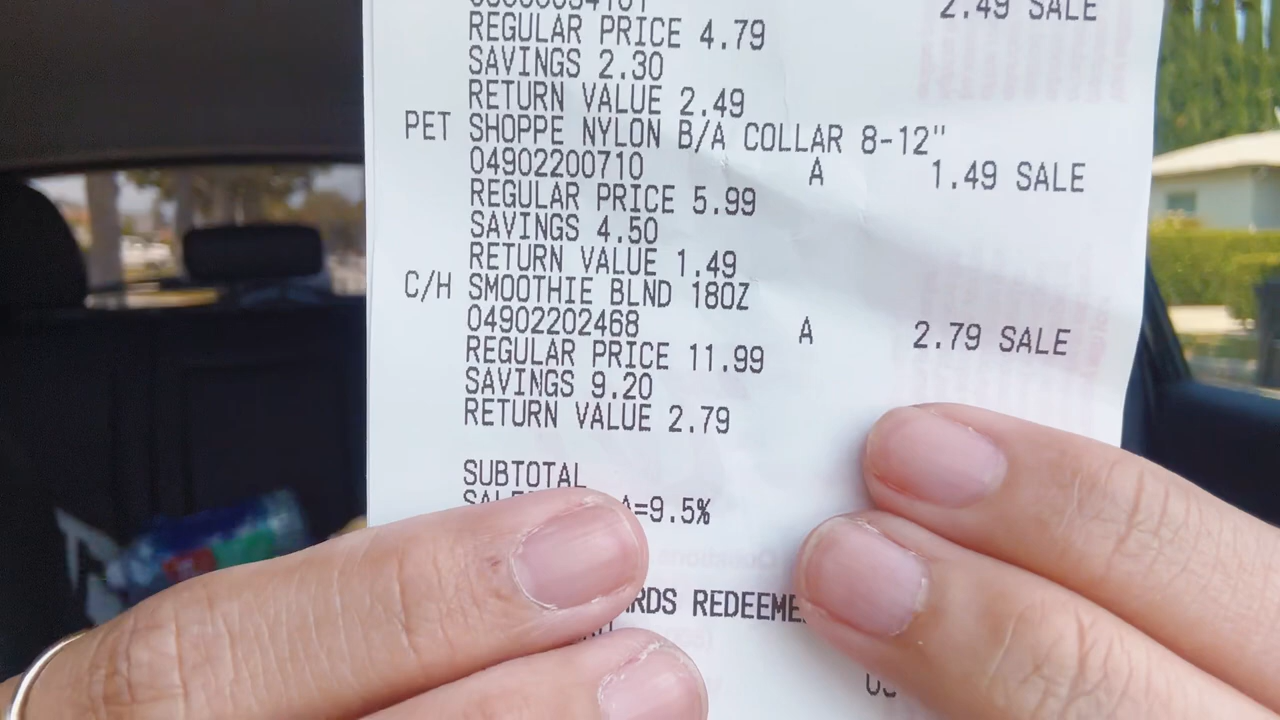 2.49 SALE
REGULAR PRICE 4.79
SAVINGS 2.30
RETURN VALUE 2.49
PET SHOPPE NYLON B/A COLLAR 8-12"
04902200710 A 1.49 SALE
REGULAR PRICE 5.99
SAVINGS 4.50
RETURN VALUE 1.49
C/H SMOOTHIE BLND 18OZ
04902202468 A 2.79 SALE
REGULAR PRICE 11.99
SAVINGS 9.20
RETURN VALUE 2.79
SUBTOTAL
A=9.5%